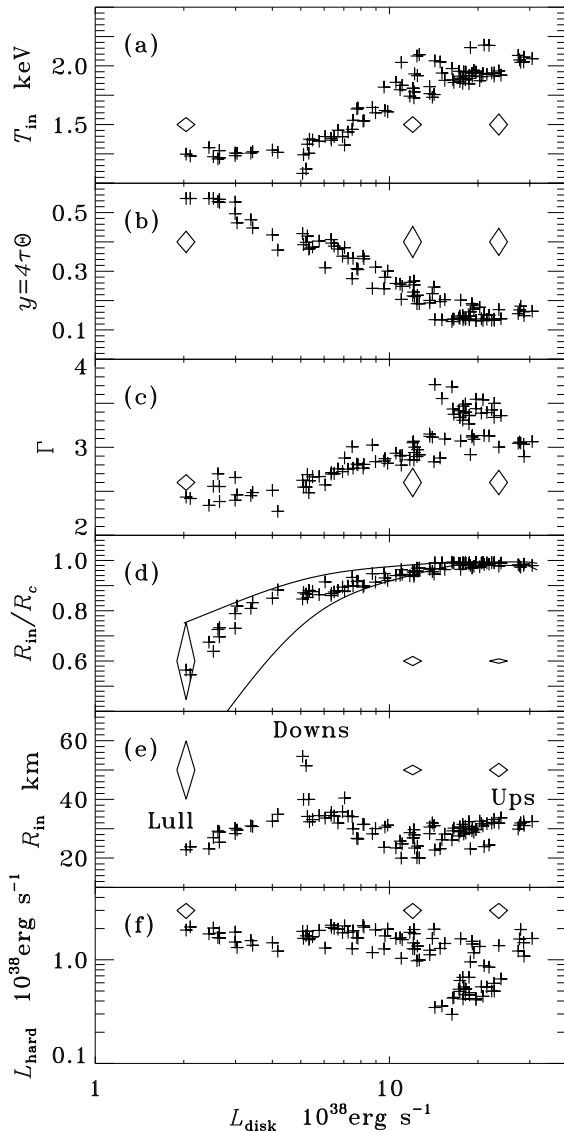 (a)
2.0
1.5
T_in keV
(b)
0.5
0.3
0.1
y=4τΘ
(c)
4
3
2
Γ
(d)
1.0
0.8
0.6
R_in/R_c
(e)
Downs
60
40
20
Lull
Ups
R_in km
(f)
1.0
0.1
L_hard 10^38 erg s^−1
1
10
L_disk 10^38 erg s^−1